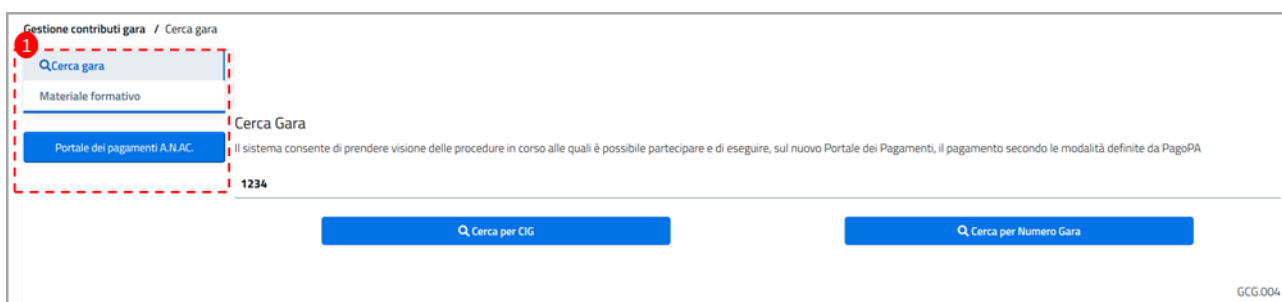 Gestione contributi gara / Cerca gara
1
Cerca gara
Materiale formativo
Portale dei pagamenti A.N.AC.
Cerca Gara
Il sistema consente di prendere visione delle procedure in corso alle quali è possibile partecipare e di eseguire, sul nuovo Portale dei Pagamenti, il pagamento secondo le modalità definite da PagoPA
1234
Cerca per CIG
Cerca per Numero Gara
GCG.004